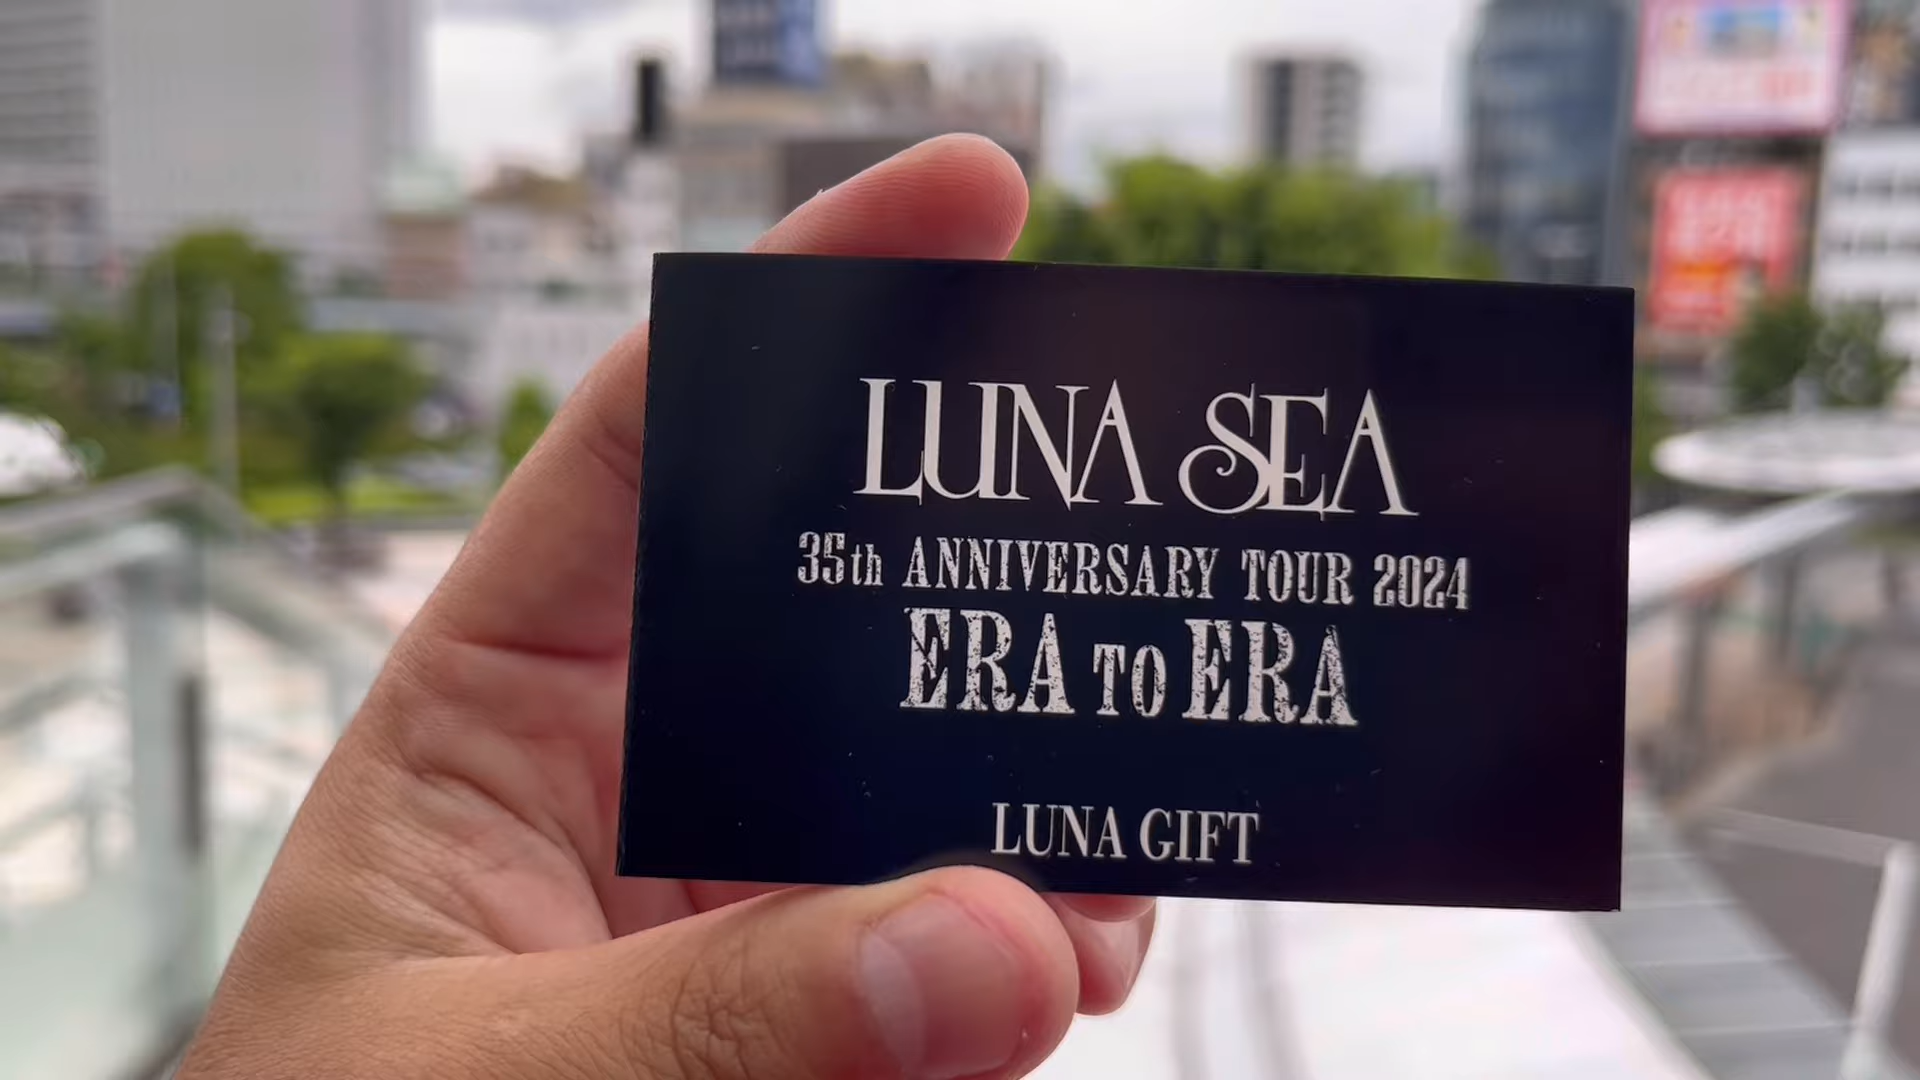 LUNA SEA
35th ANNIVERSARY TOUR 2024
ERA TO ERA
LUNA GIFT